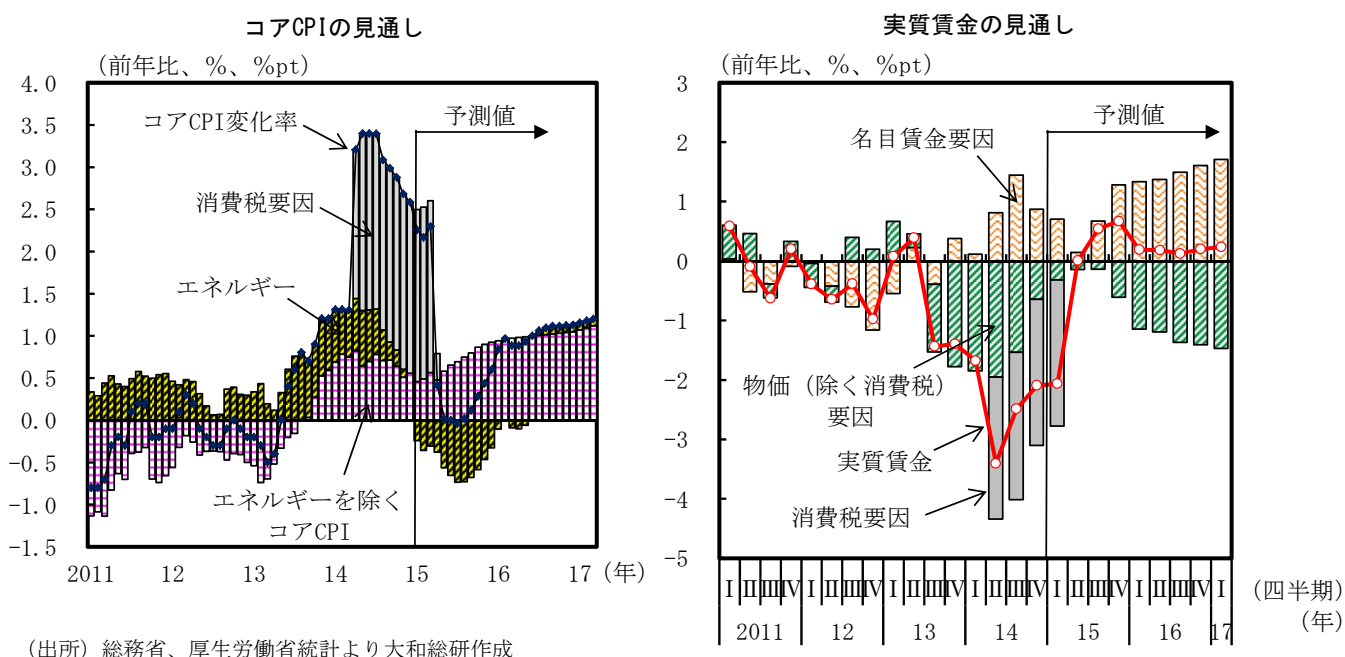 コアCPIの見通し
(前年比、%、%pt)
4.0
3.5
3.0
2.5
2.0
1.5
1.0
0.5
0.0
-0.5
-1.0
-1.5
コアCPI変化率
予測値
消費税要因
エネルギー
エネルギーを除く
コアCPI
2011 12 13 14 15 16 17 (年)
実質賃金の見通し
(前年比、%、%pt)
3
2
1
0
-1
-2
-3
-4
-5
予測値
名目賃金要因
物価(除く消費税)
要因
実質賃金
消費税要因
Ⅰ Ⅱ Ⅲ Ⅳ Ⅰ Ⅱ Ⅲ Ⅳ Ⅰ Ⅱ Ⅲ Ⅳ Ⅰ Ⅱ Ⅲ Ⅳ Ⅰ Ⅱ Ⅲ Ⅳ Ⅰ Ⅱ Ⅲ Ⅳ Ⅰ (四半期)
2011 12 13 14 15 16 17 (年)
(出所)総務省、厚生労働省統計より大和総研作成